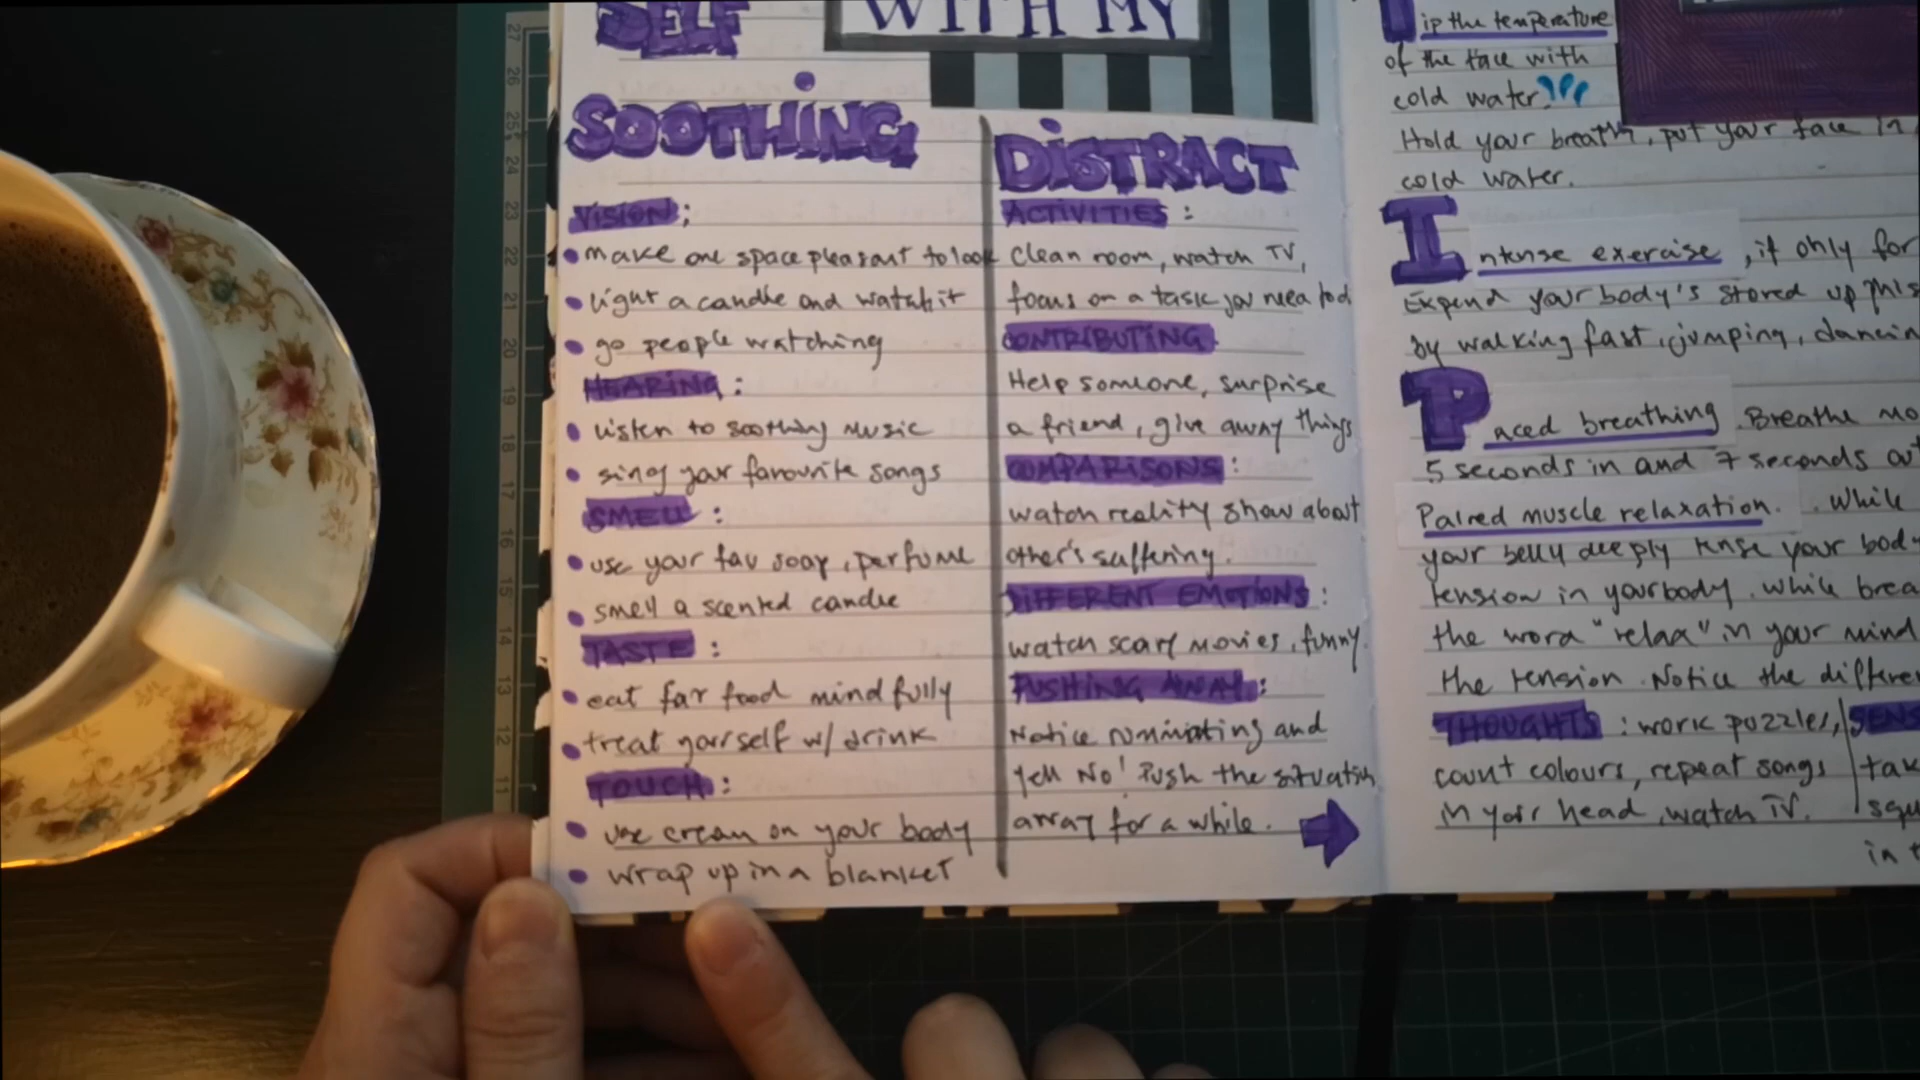 SELF
SOOTHING
VISION:
make one space pleasant to look
light a candle and watch it
go people watching
HEARING:
listen to soothing music
sing your favourite songs
SMELL:
use your fav soap, perfume
smell a scented candle
TASTE:
eat fav food mindfully
treat yourself w/ drink
TOUCH:
use cream on your body
wrap up in a blanket
WITH MY
DISTRACT
ACTIVITIES:
Clean room, watch TV,
focus on a task you need to d
CONTRIBUTING
Help someone, surprise
a friend, give away things
COMPARISONS:
watch reality show about
other's suffering.
DIFFERENT EMOTIONS:
watch scary movies, funny.
PUSHING AWAY:
Notice ruminating and
yell No! Push the situation
away for a while.
Tip the temperature
of the face with
cold water.
Hold your breath, put your face in
cold water.
Intense exercise, if only for
Expend your body's stored up
by walking fast, jumping,
Paced breathing. Breathe
5 seconds in and 7 seconds
Paired muscle relaxation. While
your belly deeply tense your
tension in your body. While
the word "relax" in your mind
the tension. Notice the
THOUGHTS: work puzzles,
count colours, repeat songs
in your head, watch TV.